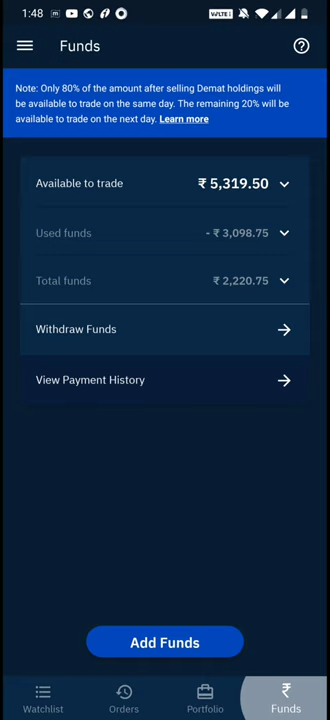 1:48
VoLTE
Funds
Note: Only 80% of the amount after selling Demat holdings will
be available to trade on the same day. The remaining 20% will be
available to trade on the next day. Learn more
Available to trade ₹ 5,319.50
Used funds - ₹ 3,098.75
Total funds ₹ 2,220.75
Withdraw Funds
View Payment History
Add Funds
Watchlist Orders Portfolio Funds